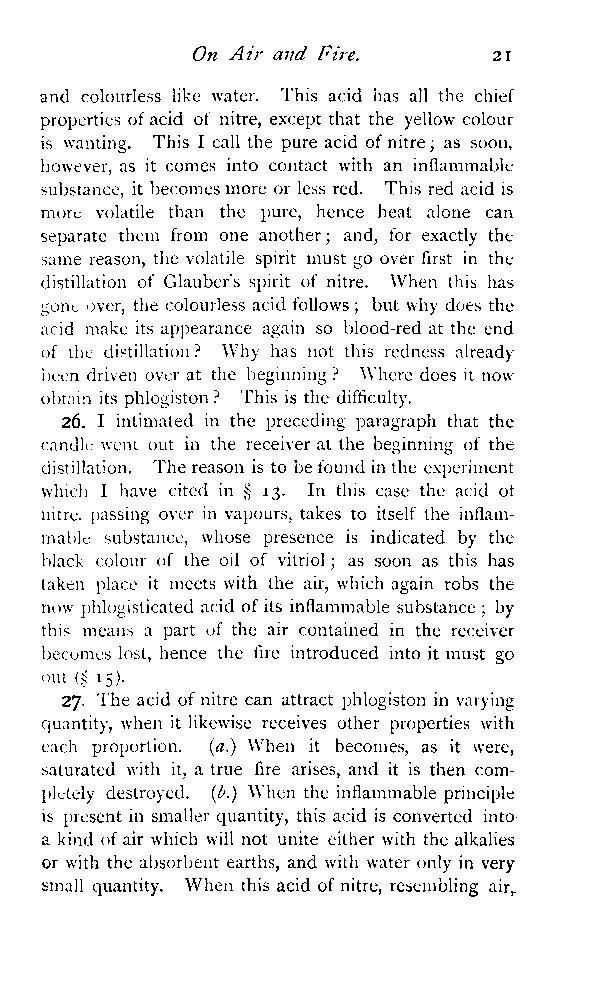 On Air and Fire. 21
and colourless like water. This acid has all the chief
properties of acid of nitre, except that the yellow colour
is wanting. This I call the pure acid of nitre; as soon,
however, as it comes into contact with an inflammable
substance, it becomes more or less red. This red acid is
more volatile than the pure, hence heat alone can
separate them from one another; and, for exactly the
same reason, the volatile spirit must go over first in the
distillation of Glauber's spirit of nitre. When this has
gone over, the colourless acid follows; but why does the
acid make its appearance again so blood-red at the end
of the distillation? Why has not this redness already
been driven over at the beginning? Where does it now
obtain its phlogiston? This is the difficulty.
26. I intimated in the preceding paragraph that the
candle went out in the receiver at the beginning of the
distillation. The reason is to be found in the experiment
which I have cited in § 13. In this case the acid of
nitre, passing over in vapours, takes to itself the inflam-
mable substance, whose presence is indicated by the
black colour of the oil of vitriol; as soon as this has
taken place it meets with the air, which again robs the
now phlogisticated acid of its inflammable substance; by
this means a part of the air contained in the receiver
becomes lost, hence the fire introduced into it must go
out (§ 15).
27. The acid of nitre can attract phlogiston in varying
quantity, when it likewise receives other properties with
each proportion. (a.) When it becomes, as it were,
saturated with it, a true fire arises, and it is then com-
pletely destroyed. (b.) When the inflammable principle
is present in smaller quantity, this acid is converted into
a kind of air which will not unite either with the alkalies
or with the absorbent earths, and with water only in very
small quantity. When this acid of nitre, resembling air,